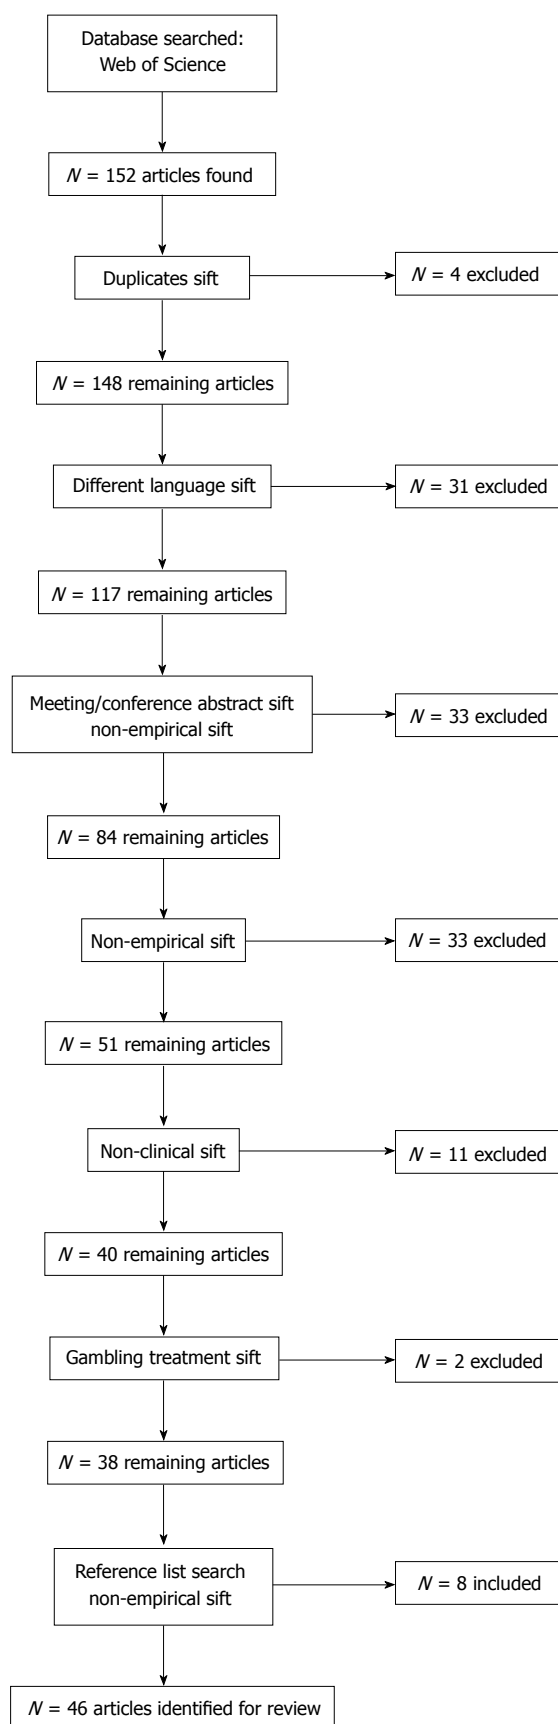 Database searched:
Web of Science
N = 152 articles found
Duplicates sift
N = 4 excluded
N = 148 remaining articles
Different language sift
N = 31 excluded
N = 117 remaining articles
Meeting/conference abstract sift
non-empirical sift
N = 33 excluded
N = 84 remaining articles
Non-empirical sift
N = 33 excluded
N = 51 remaining articles
Non-clinical sift
N = 11 excluded
N = 40 remaining articles
Gambling treatment sift
N = 2 excluded
N = 38 remaining articles
Reference list search
non-empirical sift
N = 8 included
N = 46 articles identified for review